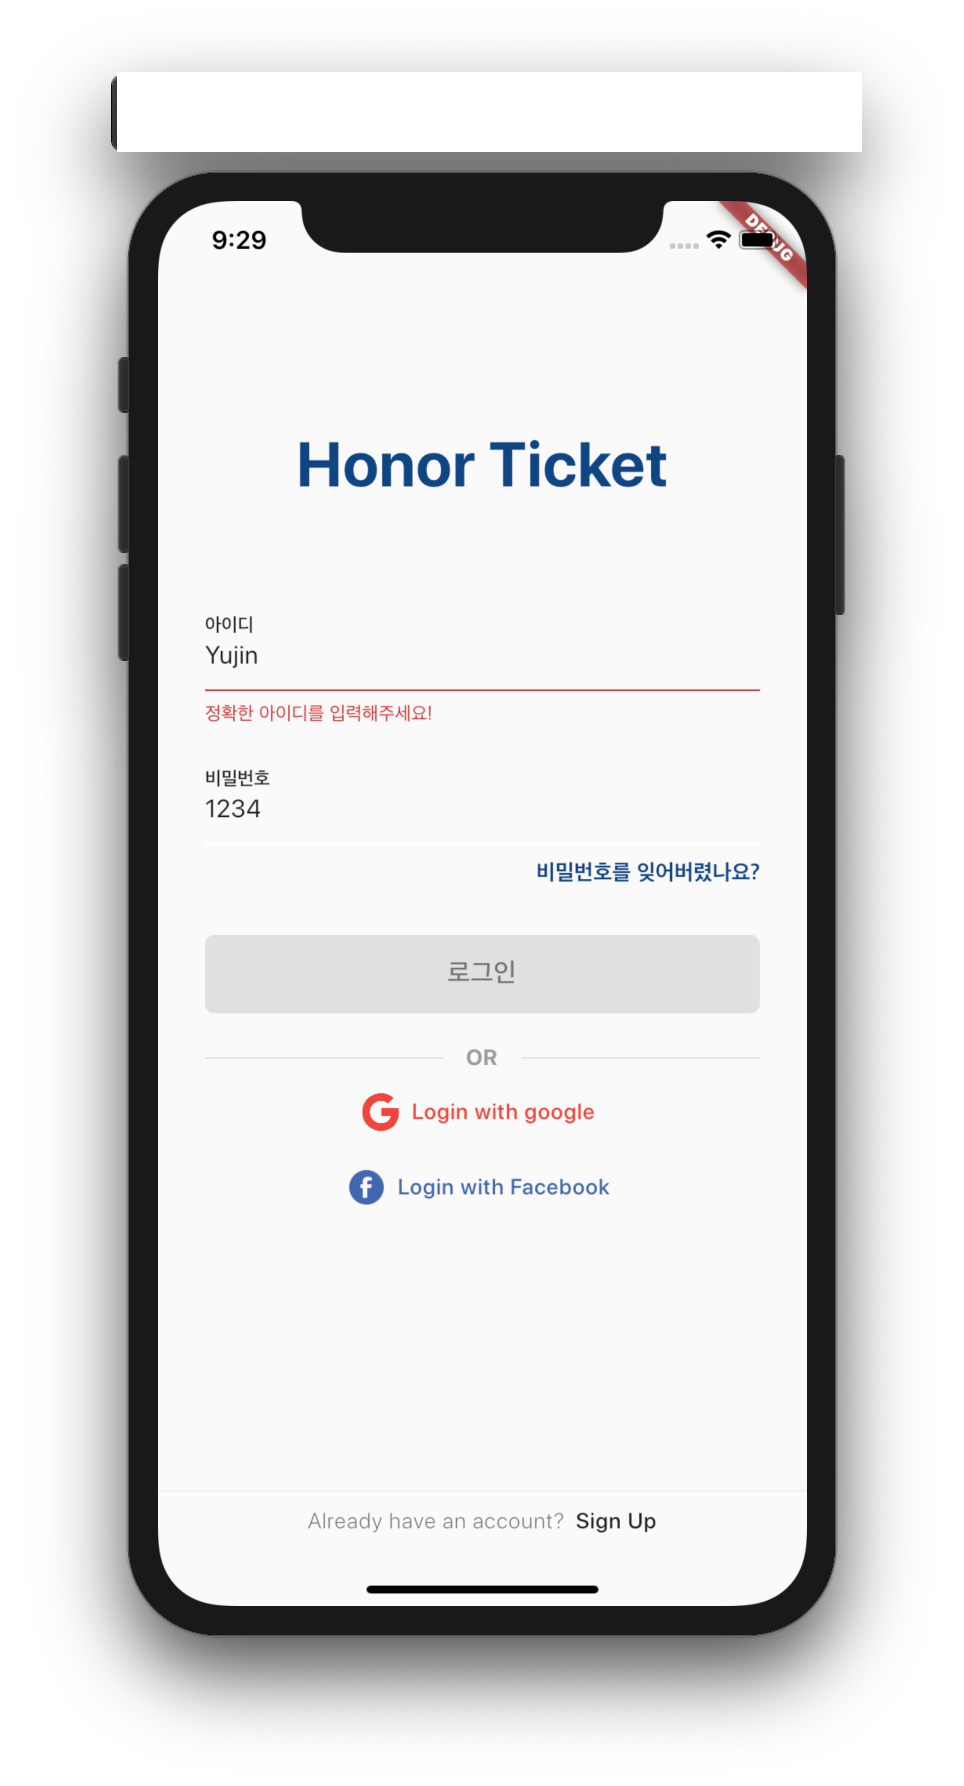 9:29
DEBUG
Honor Ticket
아이디
Yujin
정확한 아이디를 입력해주세요!
비밀번호
1234
비밀번호를 잊어버렸나요?
로그인
OR
Login with google
Login with Facebook
Already have an account? Sign Up